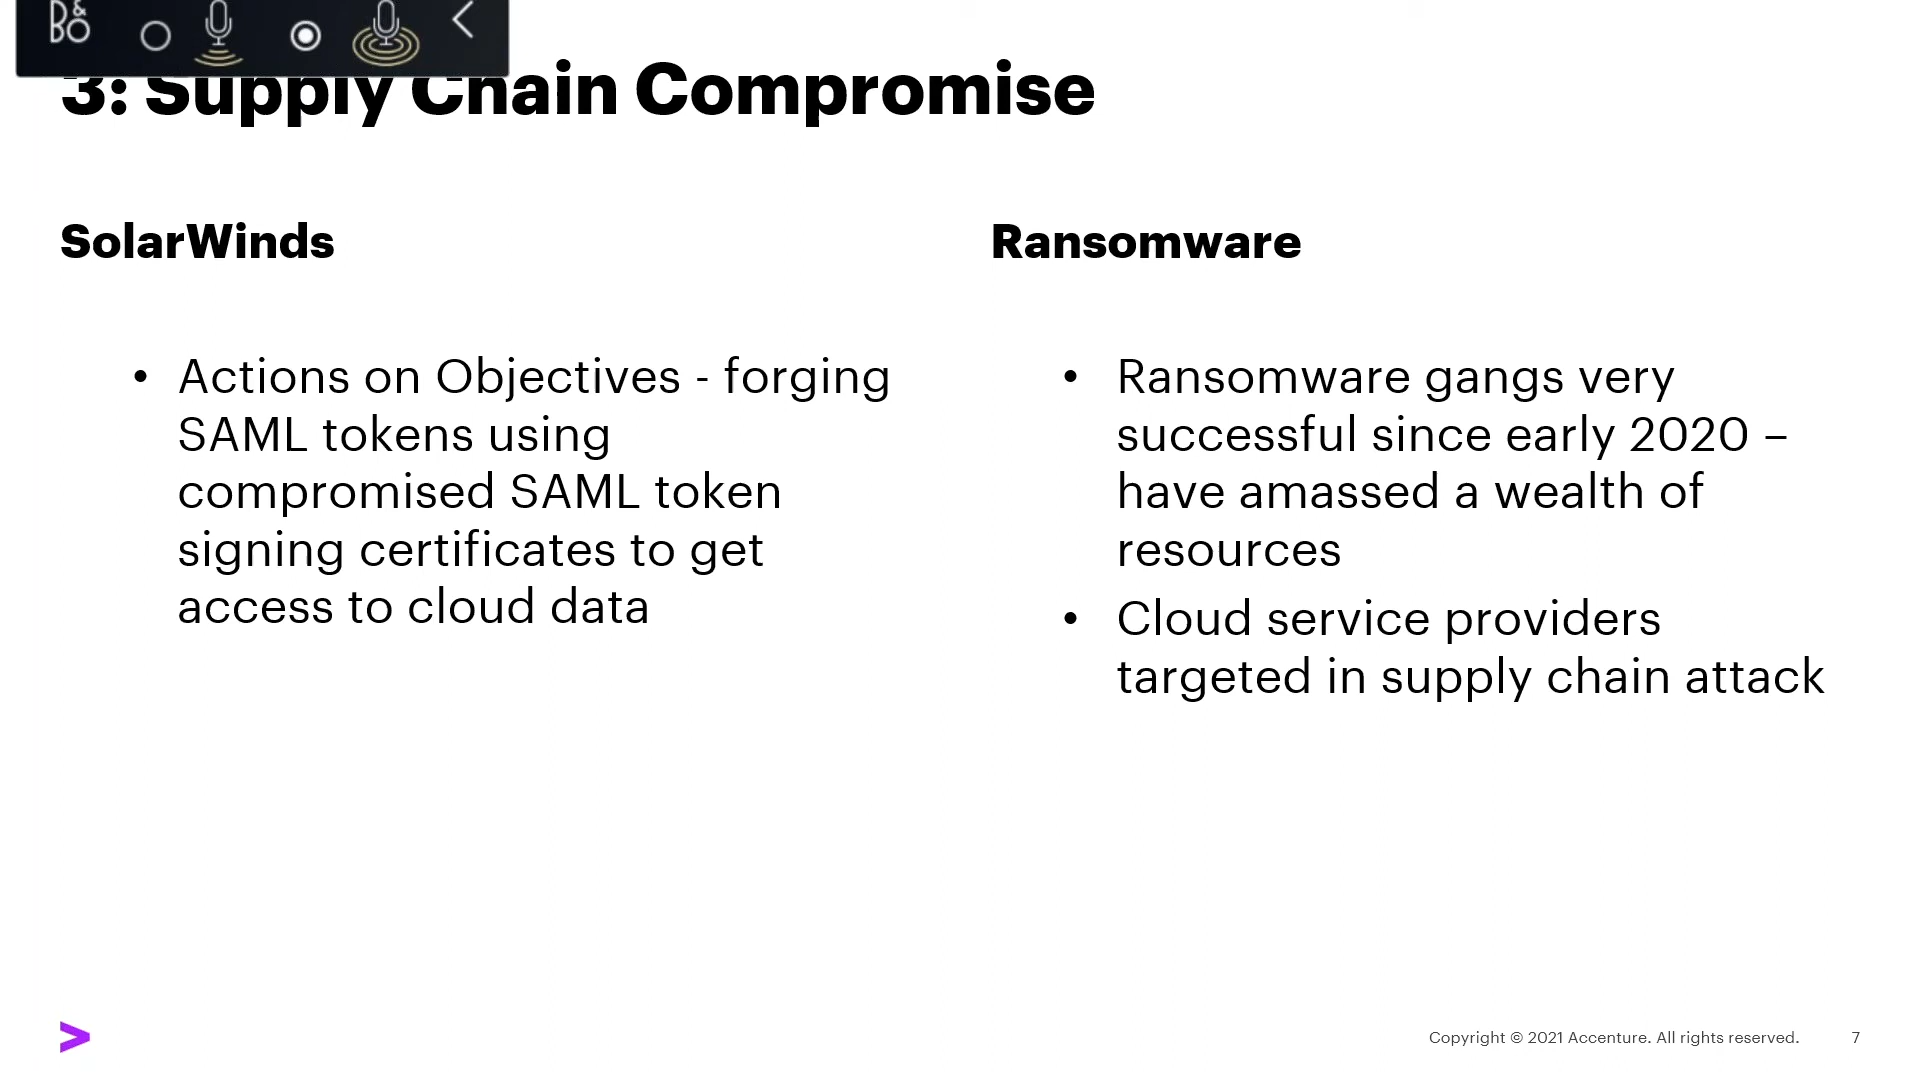 B&O
3: Supply Chain Compromise
SolarWinds
• Actions on Objectives - forging
SAML tokens using
compromised SAML token
signing certificates to get
access to cloud data
Ransomware
• Ransomware gangs very
successful since early 2020 –
have amassed a wealth of
resources
• Cloud service providers
targeted in supply chain attack
Copyright © 2021 Accenture. All rights reserved. 7